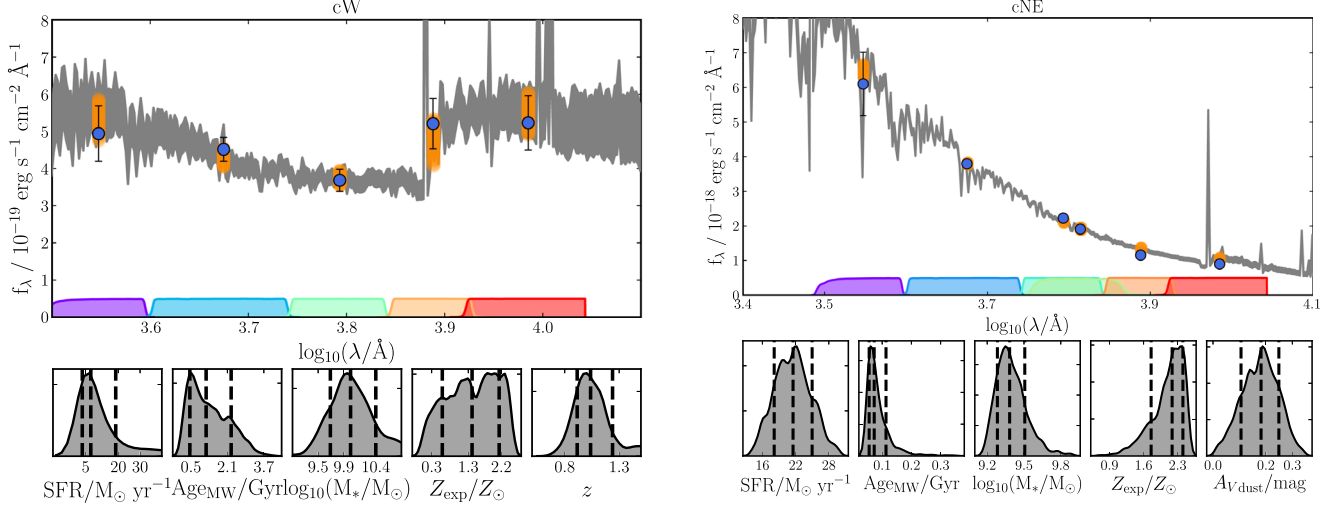 cW
8
7
6
5
4
3
2
1
0
f_λ / 10⁻¹⁹ erg s⁻¹ cm⁻² Å⁻¹
3.6 3.7 3.8 3.9 4.0
log₁₀(λ/Å)
5 20 30
SFR/M☉ yr⁻¹
0.5 2.1 3.7
Age_MW/Gyr
9.5 9.9 10.4
log₁₀(M_*/M☉)
0.3 1.3 2.2
Z_exp/Z☉
0.8 1.3
z
cNE
8
7
6
5
4
3
2
1
0
f_λ / 10⁻¹⁸ erg s⁻¹ cm⁻² Å⁻¹
3.4 3.5 3.7 3.9 4.1
log₁₀(λ/Å)
16 22 28
SFR/M☉ yr⁻¹
0.1 0.2 0.3
Age_MW/Gyr
9.2 9.5 9.8
log₁₀(M_*/M☉)
0.9 1.6 2.3
Z_exp/Z☉
0.0 0.2 0.3
A_V dust/mag